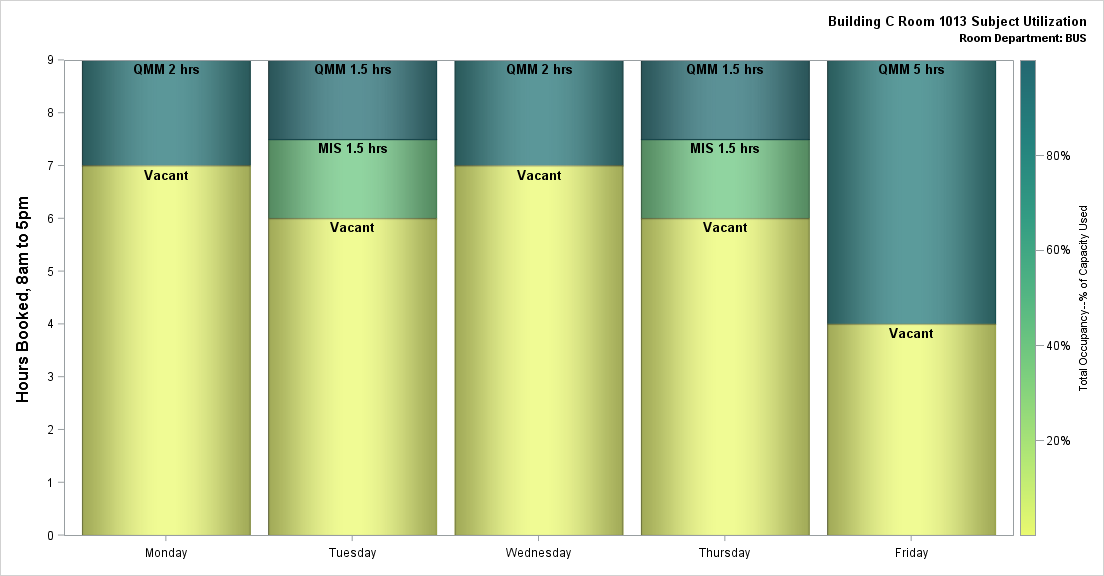 Building C Room 1013 Subject Utilization
Room Department: BUS
Hours Booked, 8am to 5pm
9
8
7
6
5
4
3
2
1
0
QMM 2 hrs
Vacant
QMM 1.5 hrs
MIS 1.5 hrs
Vacant
QMM 2 hrs
Vacant
QMM 1.5 hrs
MIS 1.5 hrs
Vacant
QMM 5 hrs
Vacant
Monday
Tuesday
Wednesday
Thursday
Friday
80%
60%
40%
20%
Total Occupancy--% of Capacity Used